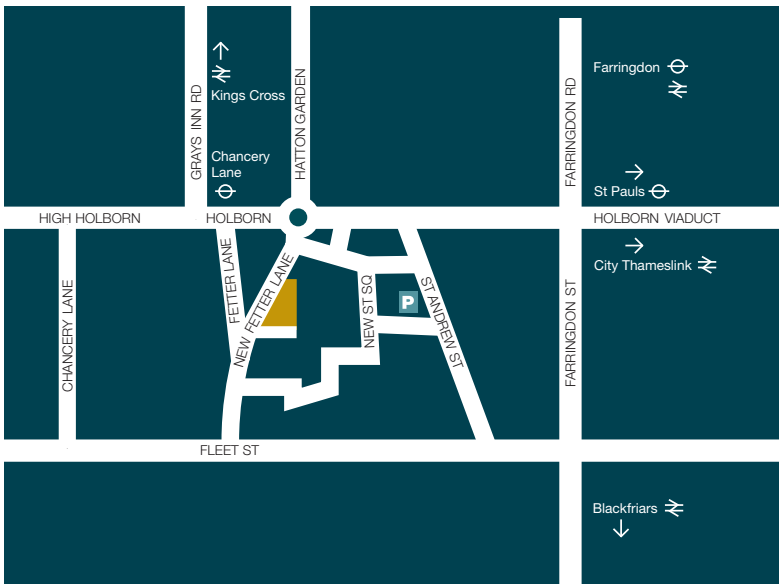 GRAYS INN RD
Kings Cross
HATTON GARDEN
Chancery
Lane
FARRINGDON RD
Farringdon
St Pauls
HIGH HOLBORN
HOLBORN
HOLBORN VIADUCT
City Thameslink
CHANCERY LANE
FETTER LANE
NEW FETTER LANE
NEW ST SQ
P
ST ANDREW ST
FARRINGDON ST
FLEET ST
Blackfriars